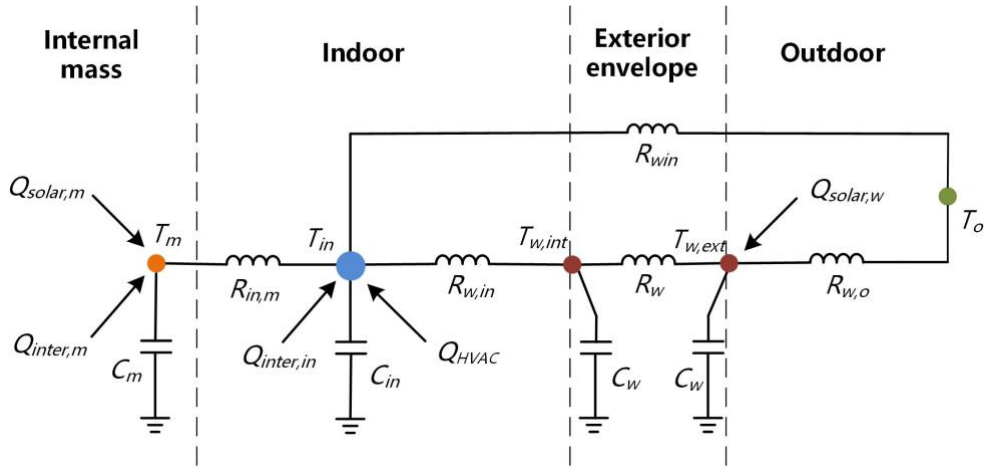 Internal
mass
Indoor
Exterior
envelope
Outdoor
R_win
Q_solar,m
Q_solar,w
T_m
T_in
T_w,int
T_w,ext
T_o
R_in,m
R_w,in
R_w
R_w,o
Q_inter,m
Q_inter,in
Q_HVAC
C_m
C_in
C_w
C_w